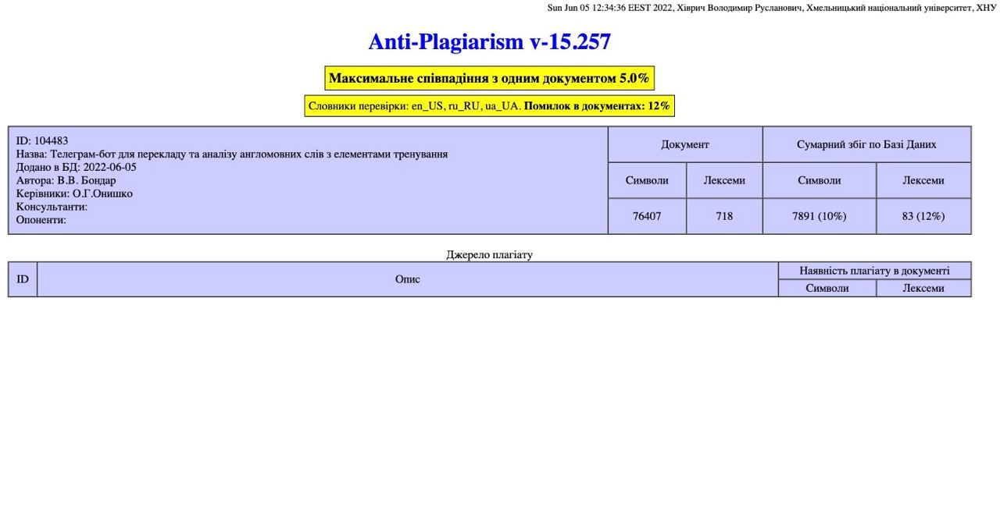 Sun Jun 05 12:34:36 EEST 2022, Хіврич Володимир Русланович, Хмельницький національний університет, ХНУ
Anti-Plagiarism v-15.257
Максимальне співпадіння з одним документом 5.0%
Словники перевірки: en_US, ru_RU, ua_UA. Помилок в документах: 12%
ID: 104483
Назва: Телеграм-бот для перекладу та аналізу англомовних слів з елементами тренування
Додано в БД: 2022-06-05
Автора: В.В. Бондар
Керівники: О.Г.Онишко
Консультанти:
Опоненти:
Документ
Сумарний збіг по Базі Даних
Символи
Лексеми
Символи
Лексеми
76407
718
7891 (10%)
83 (12%)
Джерело плагіату
ID
Опис
Наявність плагіату в документі
Символи
Лексеми